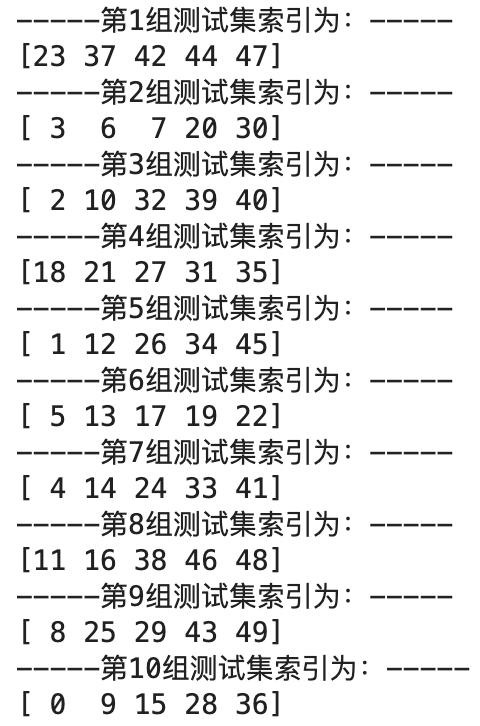 -----第1组测试集索引为：-----
[23 37 42 44 47]
-----第2组测试集索引为：-----
[ 3  6  7 20 30]
-----第3组测试集索引为：-----
[ 2 10 32 39 40]
-----第4组测试集索引为：-----
[18 21 27 31 35]
-----第5组测试集索引为：-----
[ 1 12 26 34 45]
-----第6组测试集索引为：-----
[ 5 13 17 19 22]
-----第7组测试集索引为：-----
[ 4 14 24 33 41]
-----第8组测试集索引为：-----
[11 16 38 46 48]
-----第9组测试集索引为：-----
[ 8 25 29 43 49]
-----第10组测试集索引为：-----
[ 0  9 15 28 36]